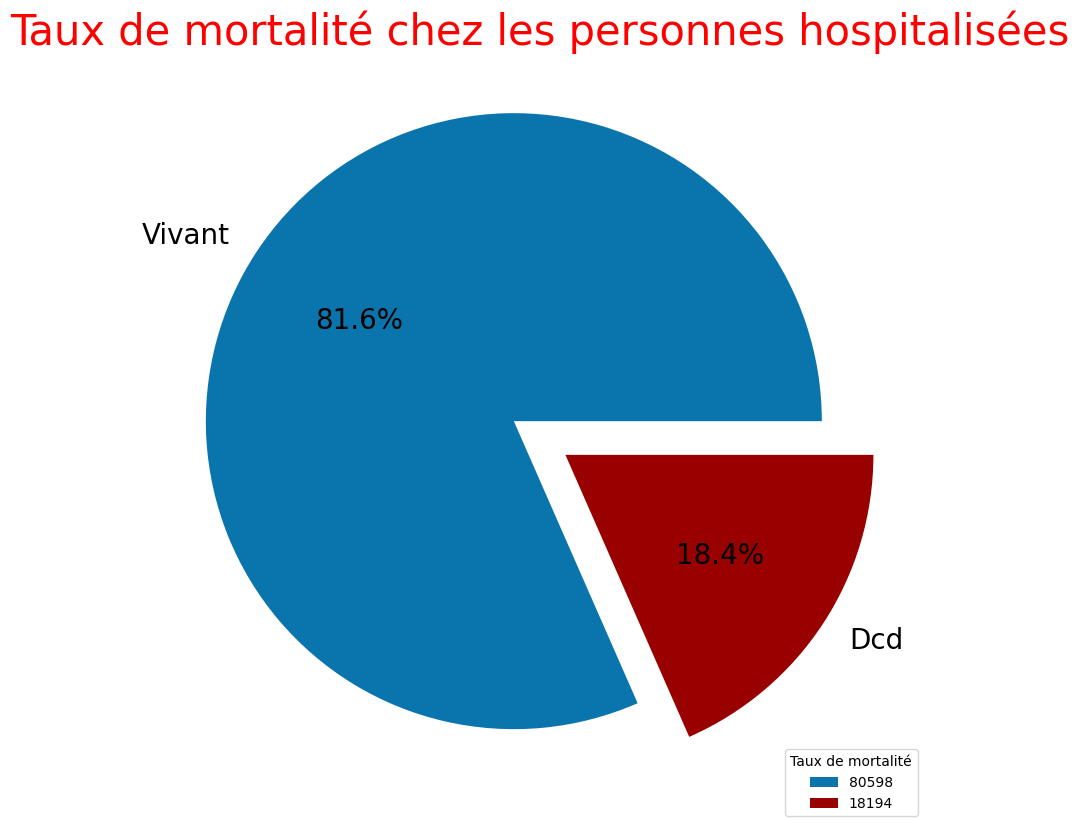 Taux de mortalité chez les personnes hospitalisées
Vivant
81.6%
18.4%
Dcd
Taux de mortalité
80598
18194